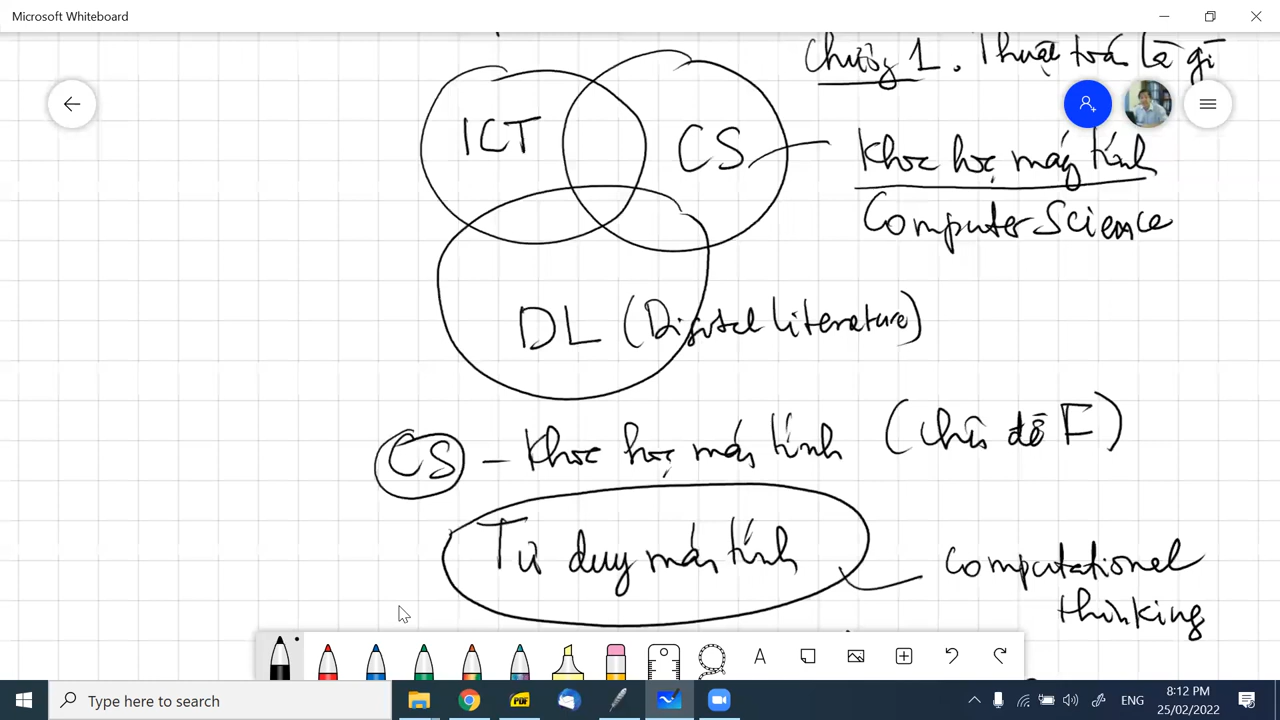 Microsoft Whiteboard
Chương 1. Thuật toán là gì
ICT
CS
Khoa học máy tính
Computer Science
DL (Digital literature)
CS – Khoa học máy tính (Chủ đề F)
Tư duy máy tính
Computational
thinking
A
Type here to search
PDF
ENG
8:12 PM
25/02/2022